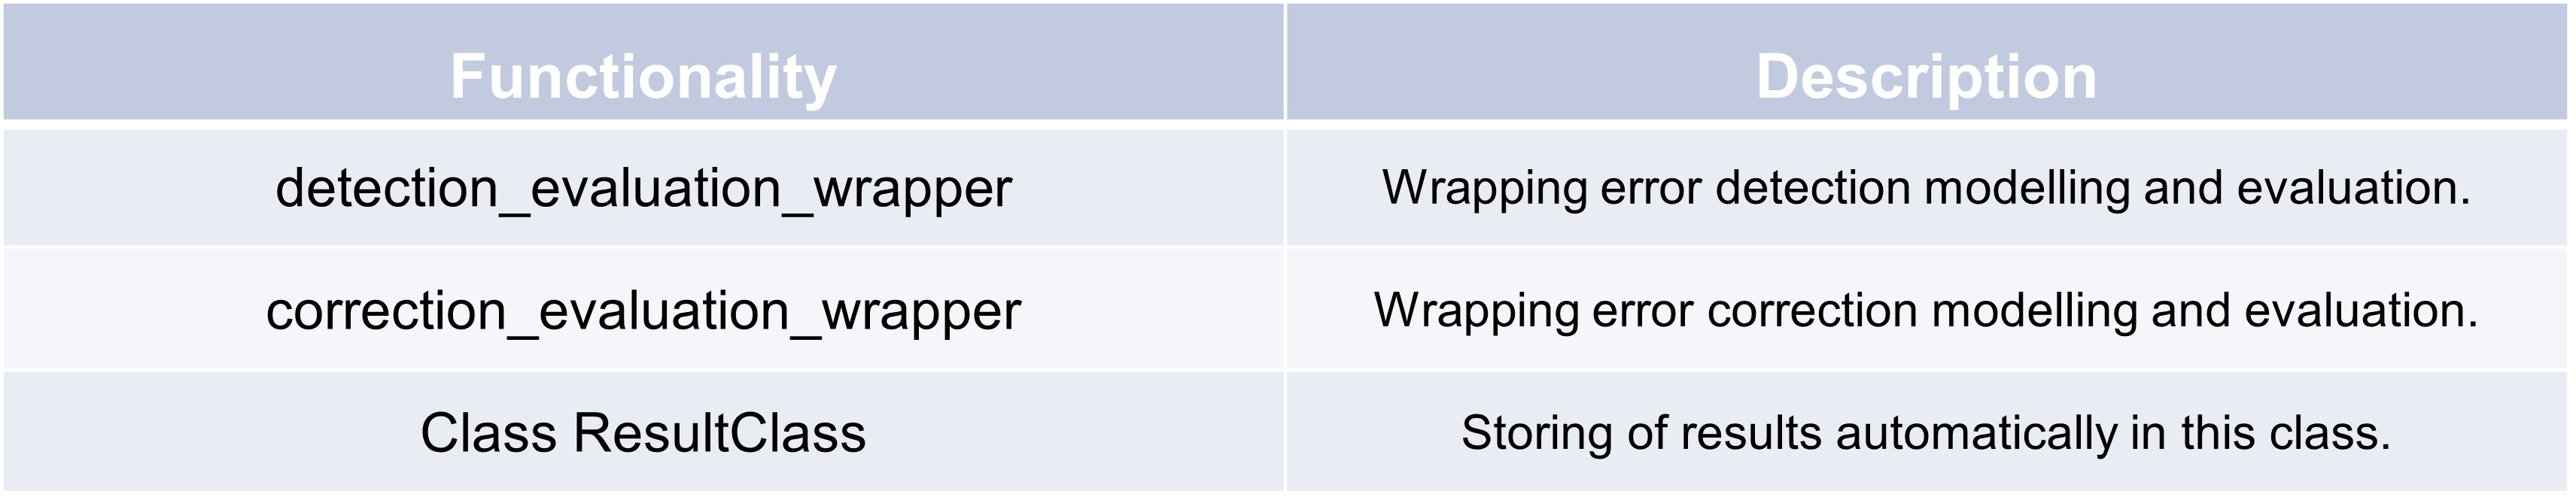 Functionality
Description
detection_evaluation_wrapper
Wrapping error detection modelling and evaluation.
correction_evaluation_wrapper
Wrapping error correction modelling and evaluation.
Class ResultClass
Storing of results automatically in this class.